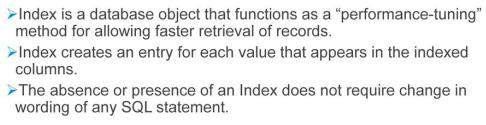 ➢Index is a database object that functions as a “performance-tuning”
method for allowing faster retrieval of records.
➢Index creates an entry for each value that appears in the indexed
columns.
➢The absence or presence of an Index does not require change in
wording of any SQL statement.